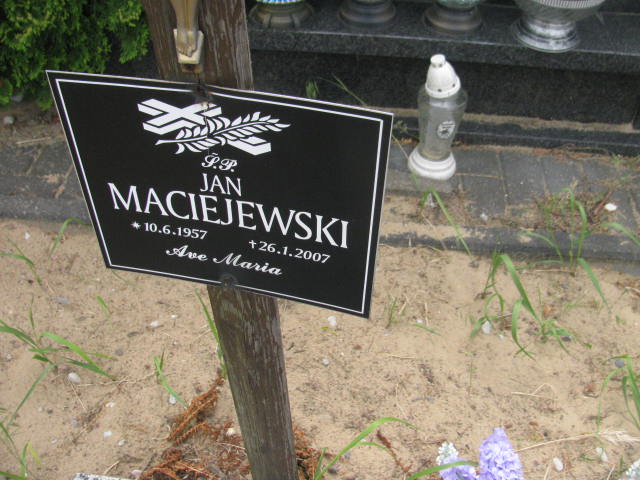 Ś.P.
JAN
MACIEJEWSKI
*10.6.1957 †26.1.2007
Ave Maria